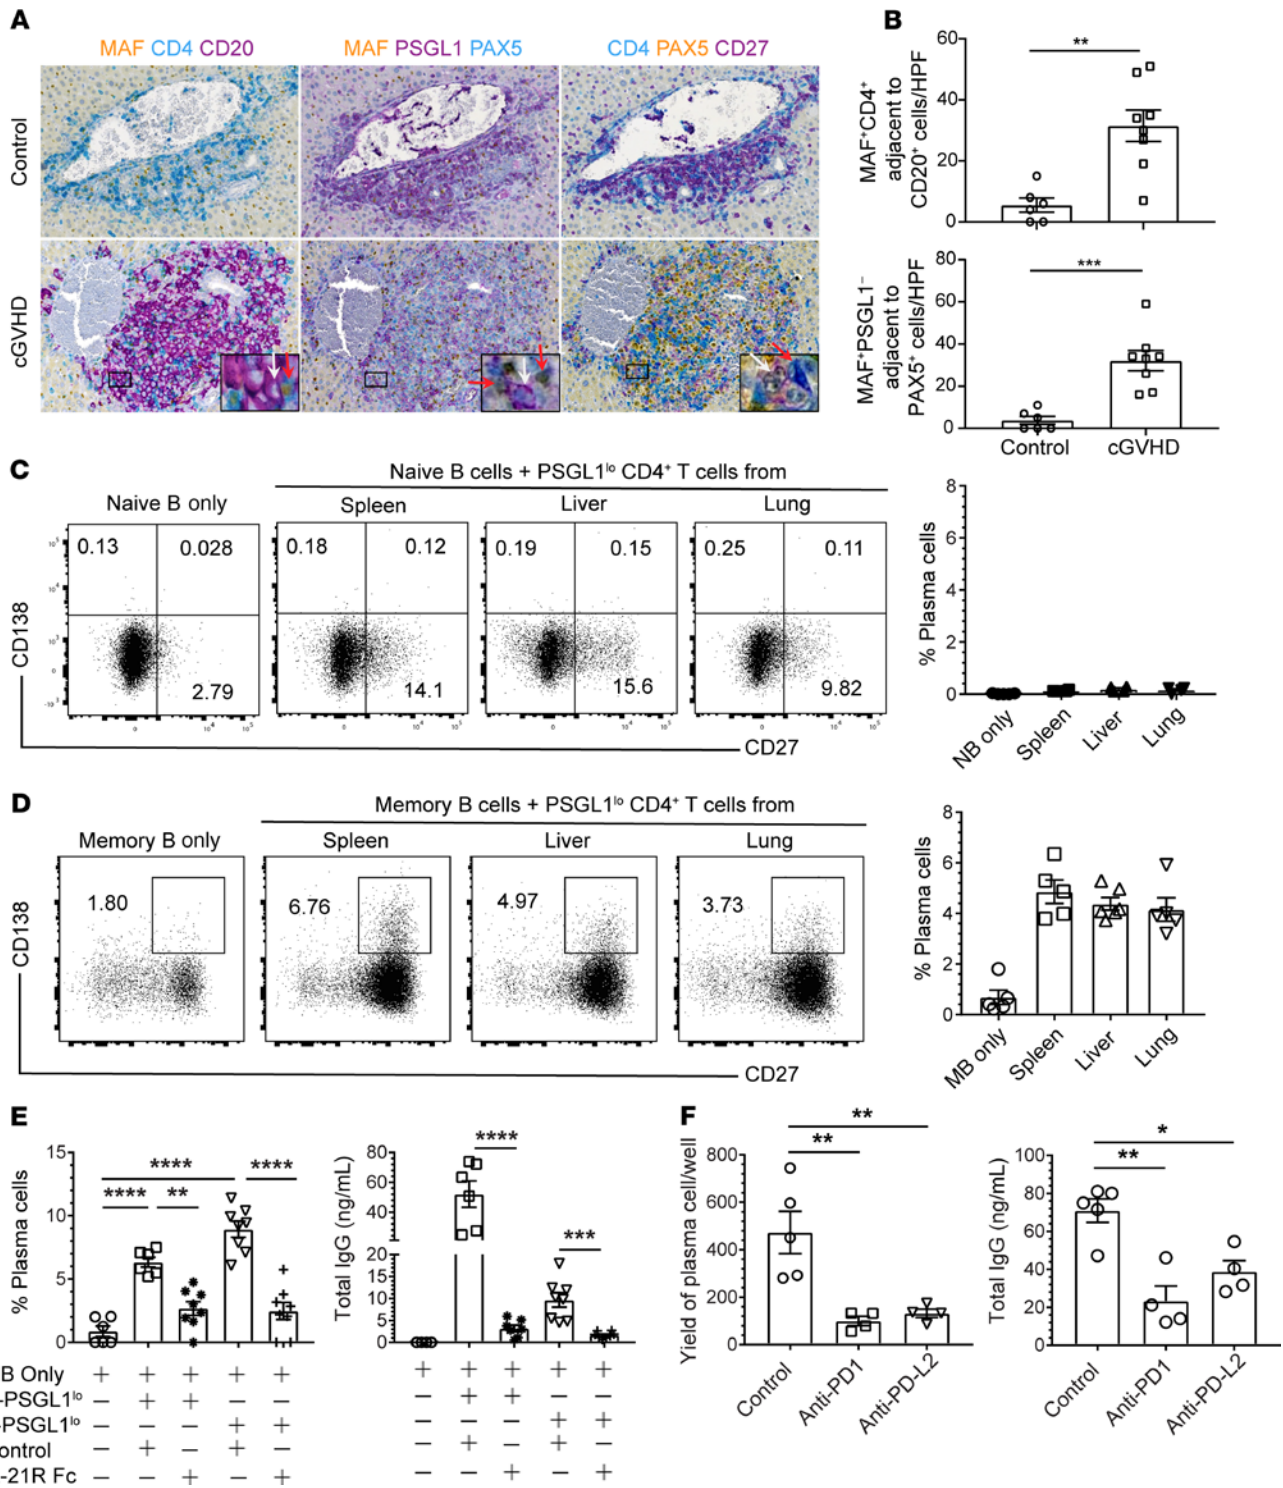 A
MAF CD4 CD20
MAF PSGL1 PAX5
CD4 PAX5 CD27
Control
cGVHD
B
MAF⁺CD4⁺
adjacent to
CD20⁺ cells/HPF
60
40
20
0
**
MAF⁺PSGL1⁻
adjacent to
PAX5⁺ cells/HPF
80
60
40
20
0
***
Control cGVHD
C
Naive B cells + PSGL1ˡᵒ CD4⁺ T cells from
Naive B only
Spleen
Liver
Lung
0.13 0.028
2.79
0.18 0.12
14.1
0.19 0.15
15.6
0.25 0.11
9.82
CD138
CD27
% Plasma cells
8
6
4
2
0
NB only
Spleen
Liver
Lung
D
Memory B cells + PSGL1ˡᵒ CD4⁺ T cells from
Memory B only
Spleen
Liver
Lung
1.80
6.76
4.97
3.73
CD138
CD27
% Plasma cells
8
6
4
2
0
MB only
Spleen
Liver
Lung
E
% Plasma cells
15
10
5
0
****
**** ** ****
Total IgG (ng/mL)
80
60
40
20
15
10
5
0
****
***
B Only + + + + + + + + + +
-PSGL1ˡᵒ – + + – – – + + – –
-PSGL1ˡᵒ – – – + + – – – + +
ontrol – + – + – – + – + –
-21R Fc – – + – + – – + – +
F
Yield of plasma cell/well
800
600
400
200
0
**
**
Control
Anti-PD1
Anti-PD-L2
Total IgG (ng/mL)
100
80
60
40
20
0
*
**
Control
Anti-PD1
Anti-PD-L2